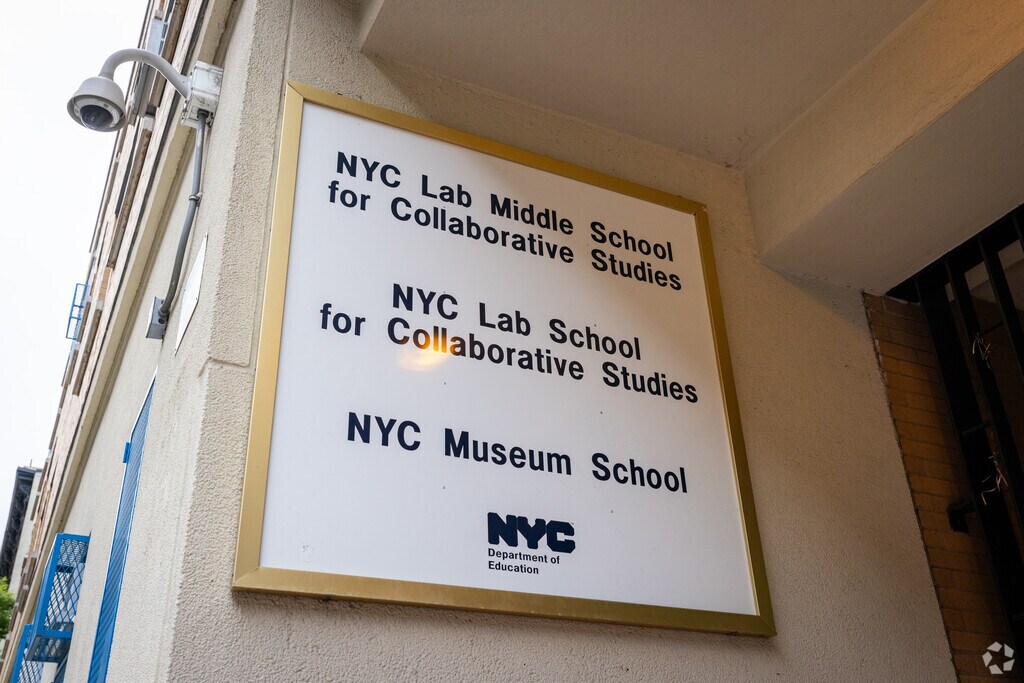 NYC Lab Middle School
for Collaborative Studies
NYC Lab School
for Collaborative Studies
NYC Museum School
NYC
Department of
Education